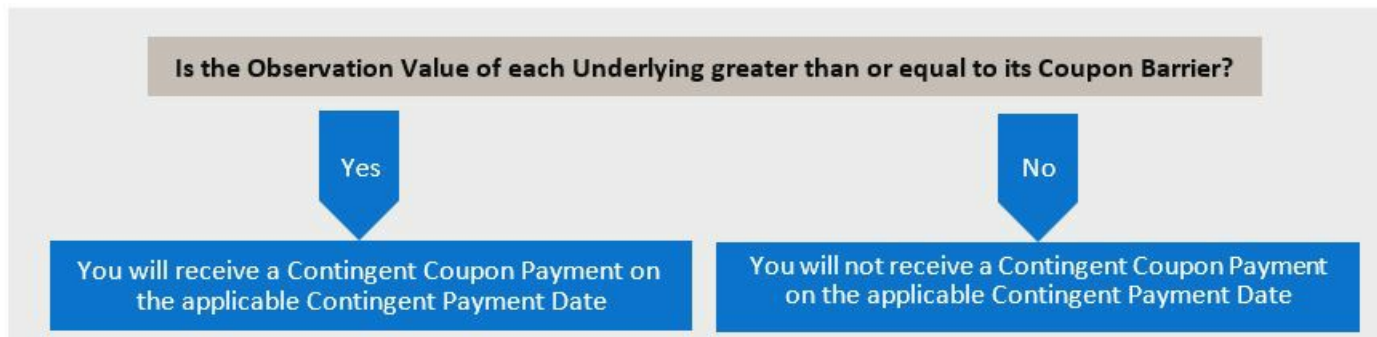 Is the Observation Value of each Underlying greater than or equal to its Coupon Barrier?
Yes
No
You will receive a Contingent Coupon Payment on
the applicable Contingent Payment Date
You will not receive a Contingent Coupon Payment
on the applicable Contingent Payment Date